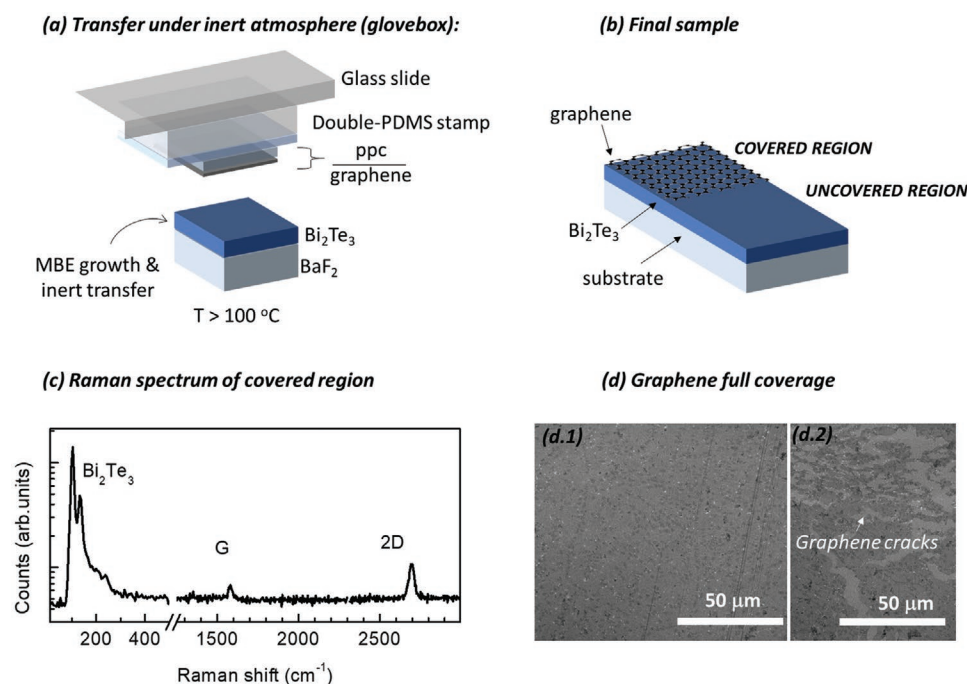 (a) Transfer under inert atmosphere (glovebox):
Glass slide
Double-PDMS stamp
ppc
graphene
Bi₂Te₃
BaF₂
MBE growth &
inert transfer
T > 100 °C
(b) Final sample
graphene
COVERED REGION
UNCOVERED REGION
Bi₂Te₃
substrate
(c) Raman spectrum of covered region
Counts (arb.units)
Bi₂Te₃
G
2D
200 400 1500 2000 2500
Raman shift (cm⁻¹)
(d) Graphene full coverage
(d.1)
50 μm
(d.2)
Graphene cracks
50 μm